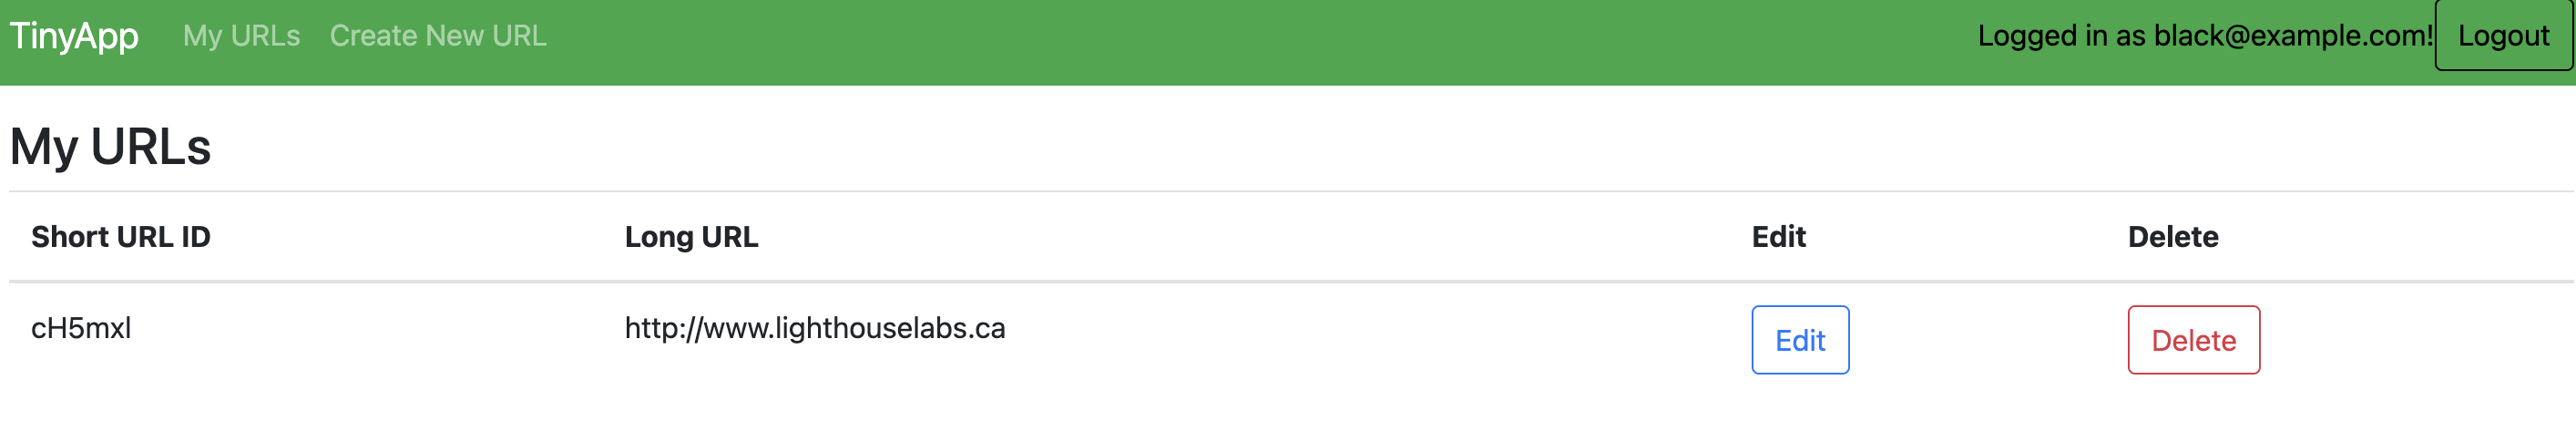 TinyApp My URLs Create New URL Logged in as black@example.com! Logout
My URLs
Short URL ID Long URL Edit Delete
cH5mxl http://www.lighthouselabs.ca Edit Delete